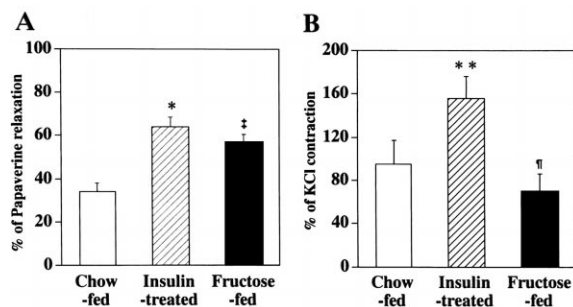 A
% of Papaverine relaxation
100
80
60
40
20
0
*
‡
Chow
-fed
Insulin
-treated
Fructose
-fed
B
% of KCl contraction
200
160
120
80
40
0
**
¶
Chow
-fed
Insulin
-treated
Fructose
-fed